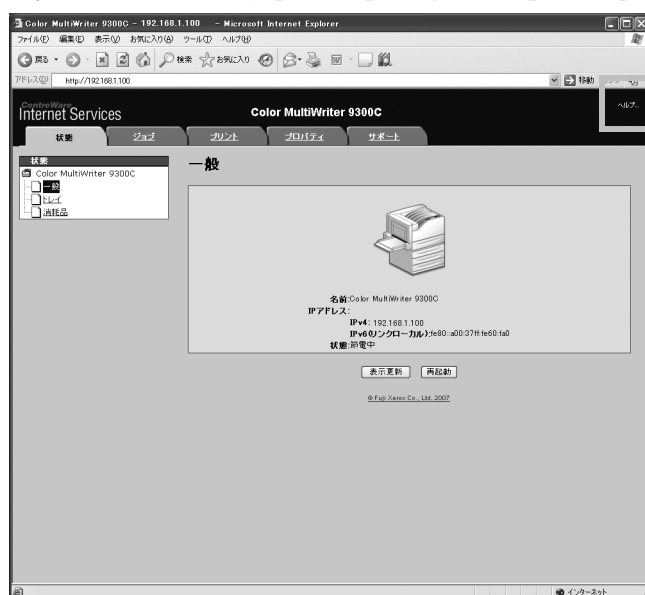 Color MultiWriter 9300C - 192.168.1.100 - Microsoft Internet Explorer
ファイル(F) 編集(E) 表示(V) お気に入り(A) ツール(T) ヘルプ(H)
戻る 検索 お気に入り
アドレス(D) http://192.168.1.100 移動
CentreWare
Internet Services
Color MultiWriter 9300C
ヘルプ...
状態 ジョブ プリント プロパティ サポート
状態
Color MultiWriter 9300C
一般
トレイ
消耗品
一般
名前:Color MultiWriter 9300C
IPアドレス:
IPv4: 192.168.1.100
IPv6(リンクローカル):fe80::a00:37ff:fe60:fa0
状態:節電中
表示更新 再起動
© Fuji Xerox Co., Ltd. 2007
インターネット